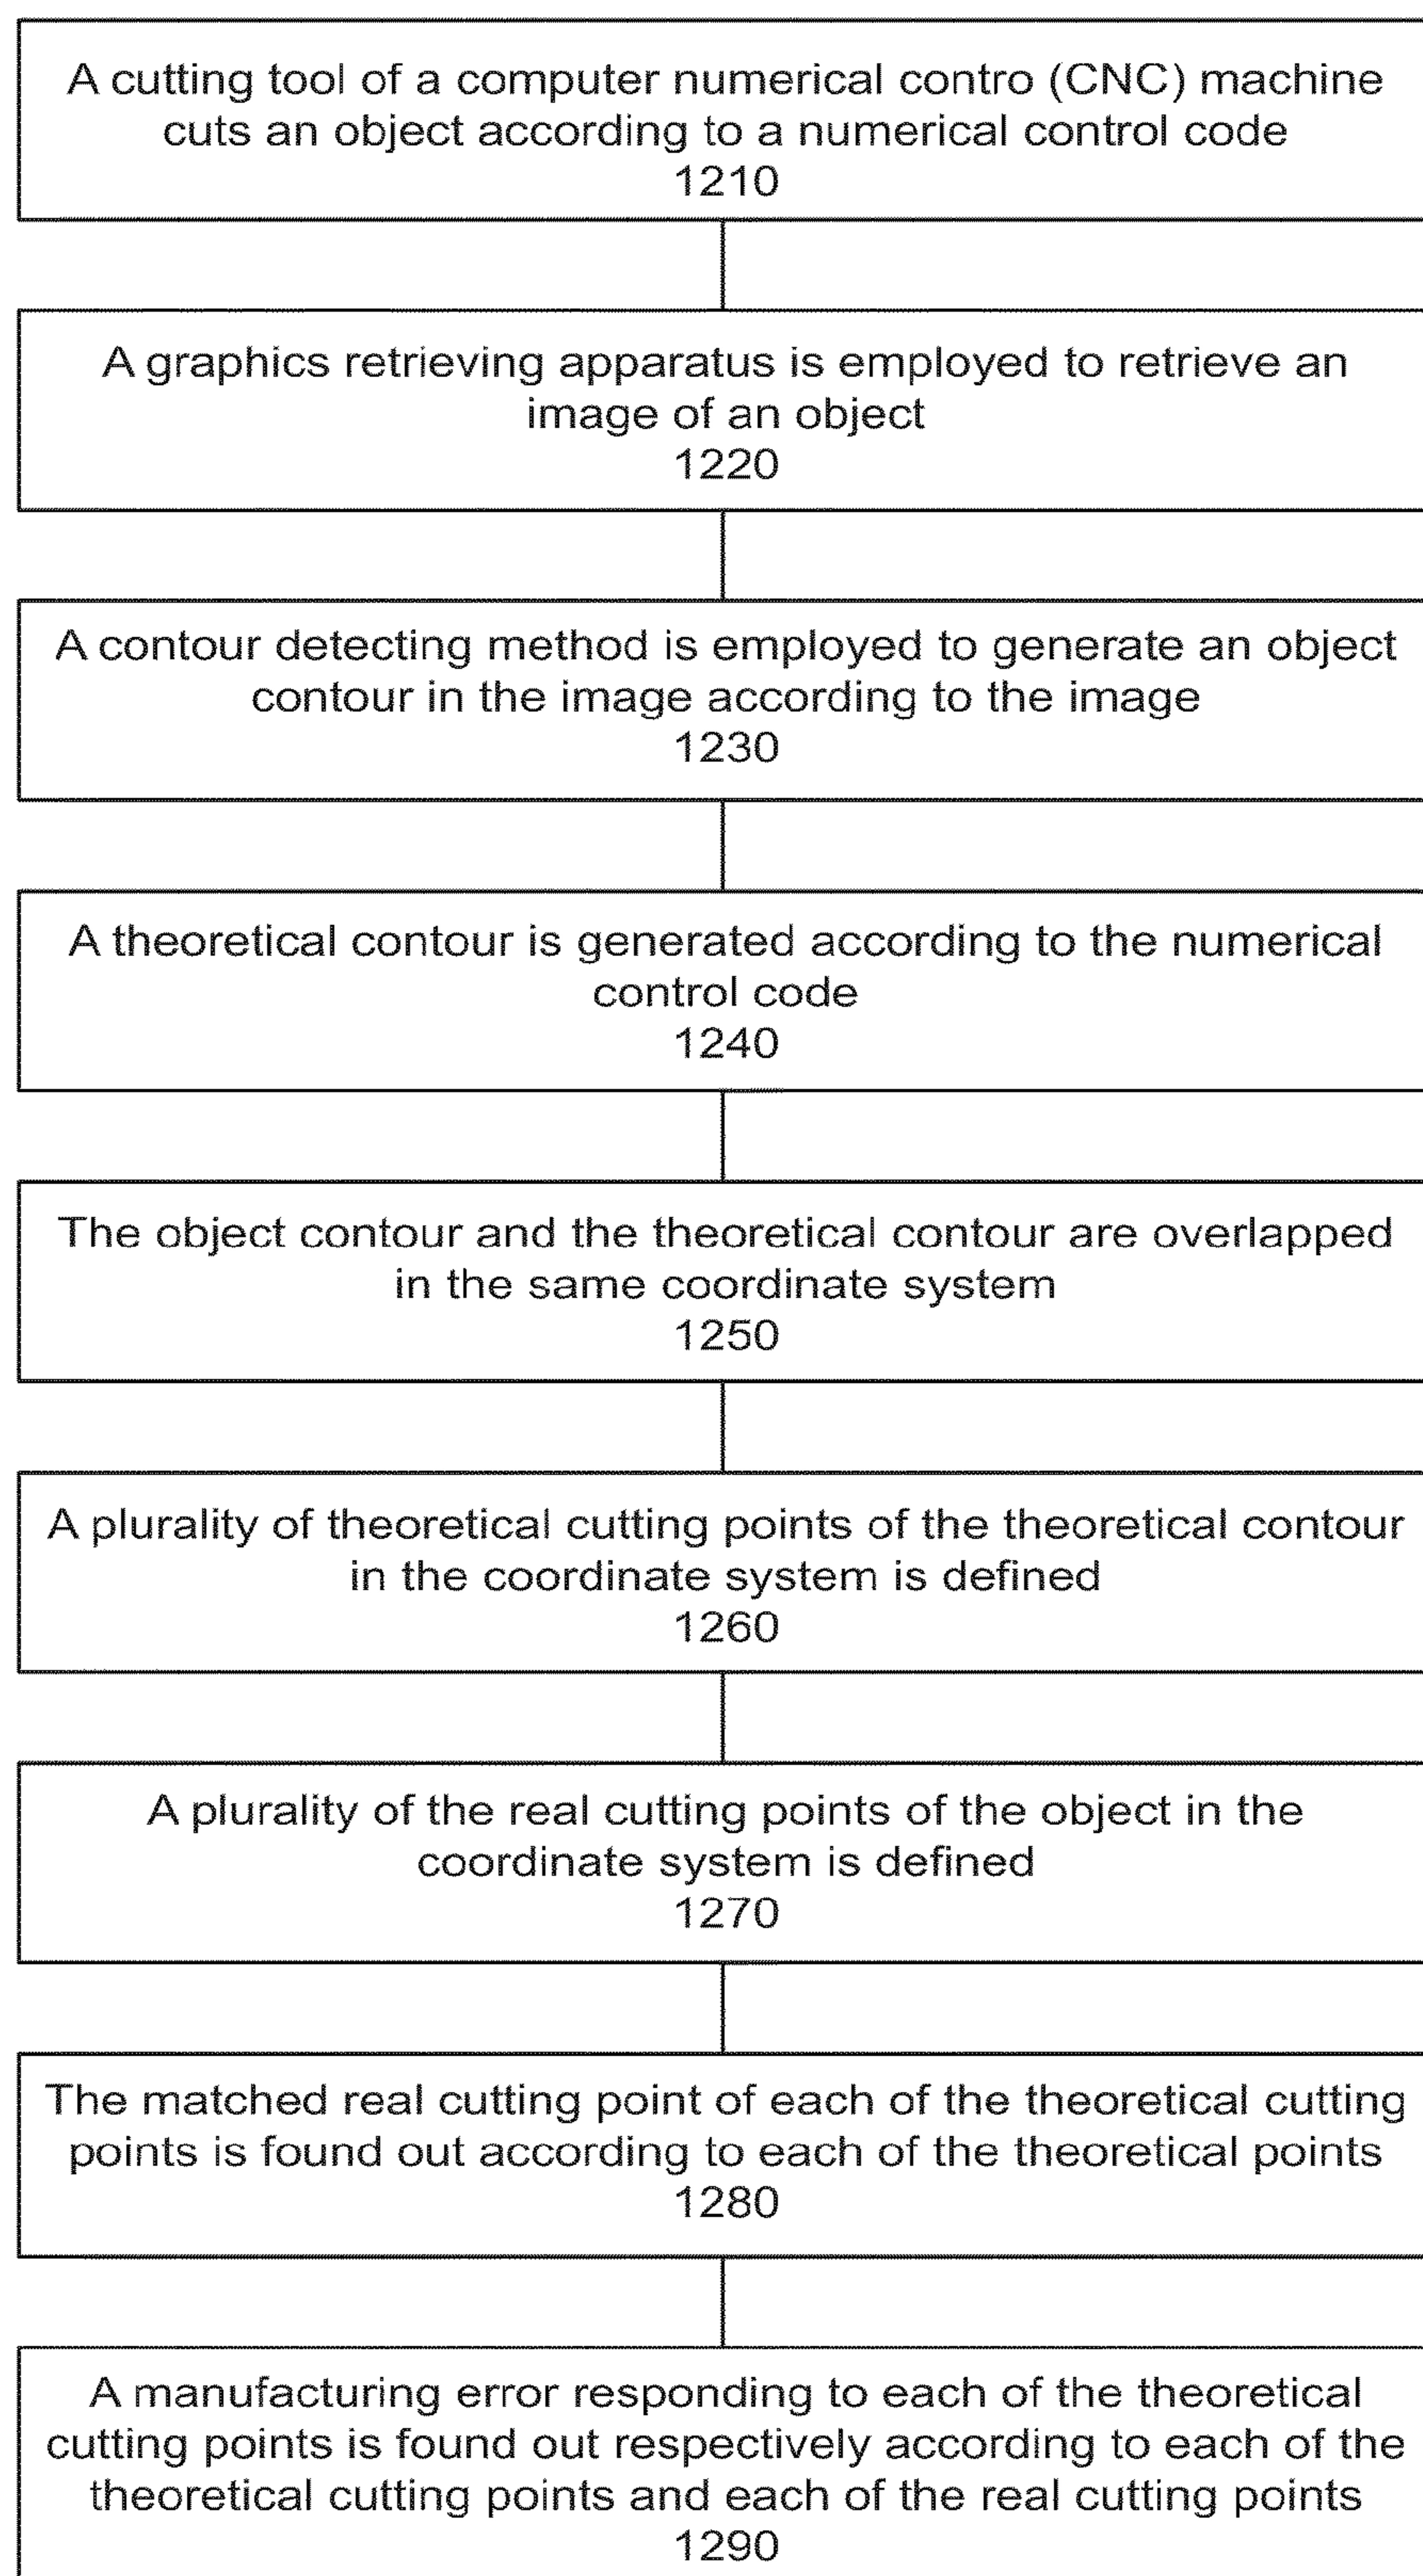 A cutting tool of a computer numerical contro (CNC) machine
cuts an object according to a numerical control code
1210
A graphics retrieving apparatus is employed to retrieve an
image of an object
1220
A contour detecting method is employed to generate an object
contour in the image according to the image
1230
A theoretical contour is generated according to the numerical
control code
1240
The object contour and the theoretical contour are overlapped
in the same coordinate system
1250
A plurality of theoretical cutting points of the theoretical contour
in the coordinate system is defined
1260
A plurality of the real cutting points of the object in the
coordinate system is defined
1270
The matched real cutting point of each of the theoretical cutting
points is found out according to each of the theoretical points
1280
A manufacturing error responding to each of the theoretical
cutting points is found out respectively according to each of the
theoretical cutting points and each of the real cutting points
1290